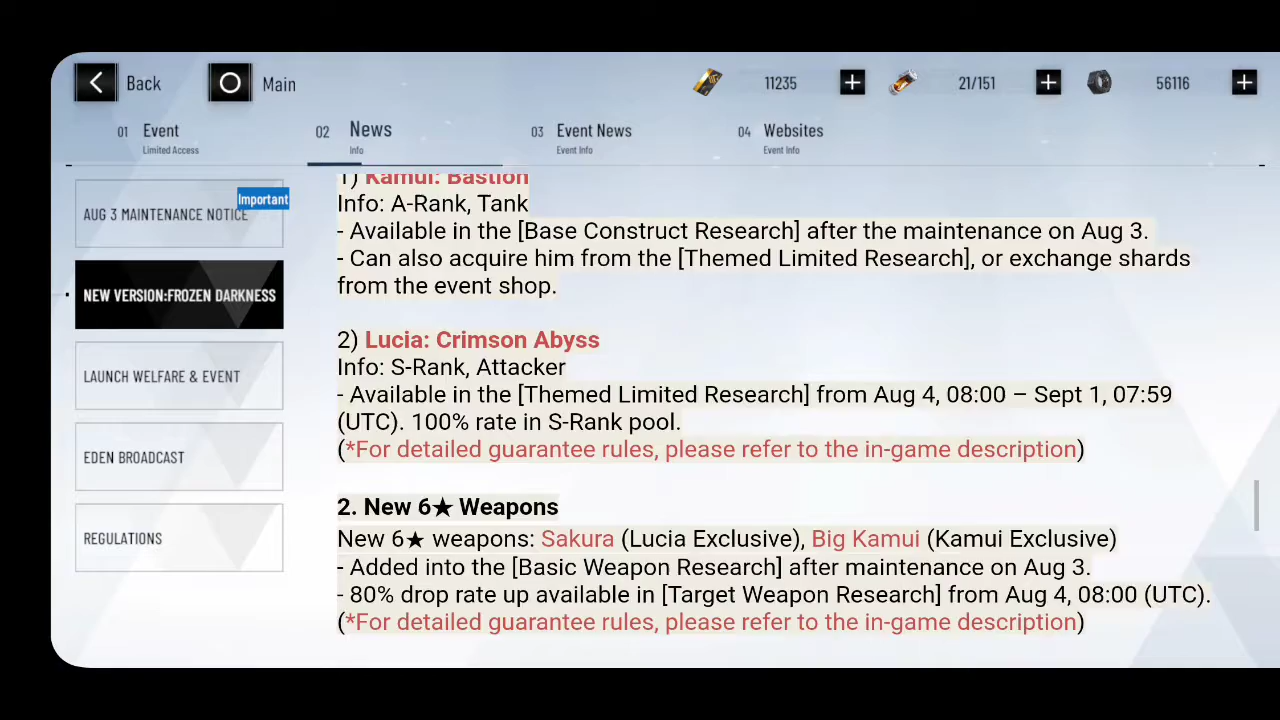 Back
Main
11235
21/151
56116
01 Event
Limited Access
02 News
Info
03 Event News
Event Info
04 Websites
Event Info
Important
AUG 3 MAINTENANCE NOTICE
NEW VERSION:FROZEN DARKNESS
LAUNCH WELFARE & EVENT
EDEN BROADCAST
REGULATIONS
1) Kamui: Bastion
Info: A-Rank, Tank
- Available in the [Base Construct Research] after the maintenance on Aug 3.
- Can also acquire him from the [Themed Limited Research], or exchange shards
from the event shop.
2) Lucia: Crimson Abyss
Info: S-Rank, Attacker
- Available in the [Themed Limited Research] from Aug 4, 08:00 – Sept 1, 07:59
(UTC). 100% rate in S-Rank pool.
(*For detailed guarantee rules, please refer to the in-game description)
2. New 6★ Weapons
New 6★ weapons: Sakura (Lucia Exclusive), Big Kamui (Kamui Exclusive)
- Added into the [Basic Weapon Research] after maintenance on Aug 3.
- 80% drop rate up available in [Target Weapon Research] from Aug 4, 08:00 (UTC).
(*For detailed guarantee rules, please refer to the in-game description)